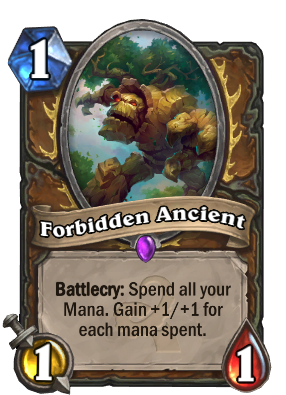 1
Forbidden Ancient
Battlecry: Spend all your
Mana. Gain +1/+1 for
each mana spent.
1
1